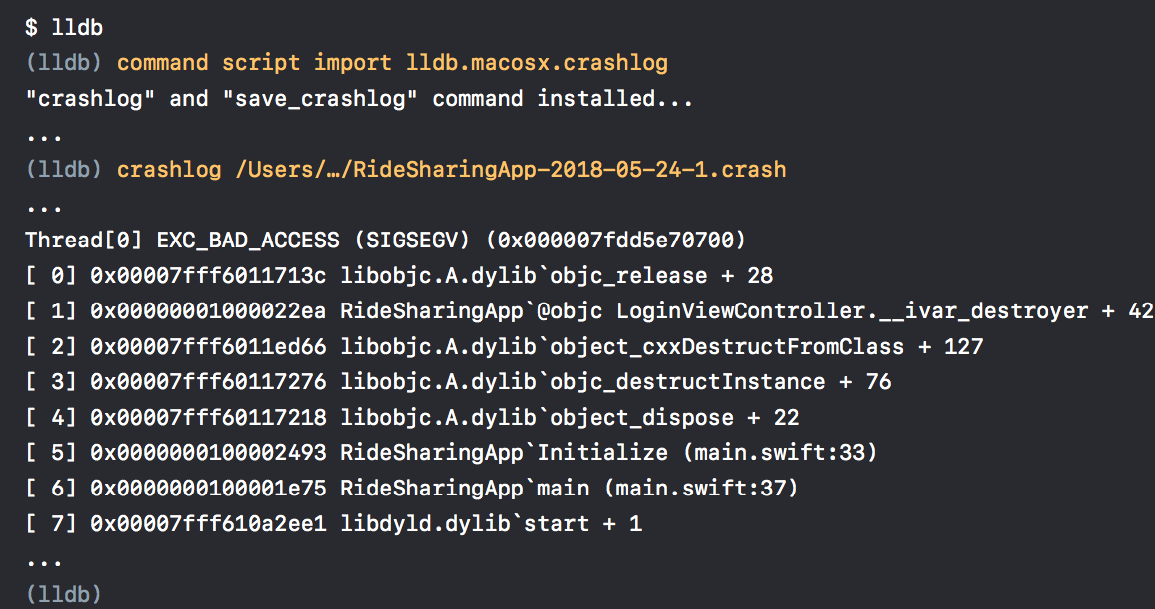 $ lldb
(lldb) command script import lldb.macosx.crashlog
"crashlog" and "save_crashlog" command installed...
...
(lldb) crashlog /Users/…/RideSharingApp-2018-05-24-1.crash
...
Thread[0] EXC_BAD_ACCESS (SIGSEGV) (0x000007fdd5e70700)
[ 0] 0x00007fff6011713c libobjc.A.dylib`objc_release + 28
[ 1] 0x00000001000022ea RideSharingApp`@objc LoginViewController.__ivar_destroyer + 42
[ 2] 0x00007fff6011ed66 libobjc.A.dylib`object_cxxDestructFromClass + 127
[ 3] 0x00007fff60117276 libobjc.A.dylib`objc_destructInstance + 76
[ 4] 0x00007fff60117218 libobjc.A.dylib`object_dispose + 22
[ 5] 0x0000000100002493 RideSharingApp`Initialize (main.swift:33)
[ 6] 0x0000000100001e75 RideSharingApp`main (main.swift:37)
[ 7] 0x00007fff610a2ee1 libdyld.dylib`start + 1
...
(lldb)